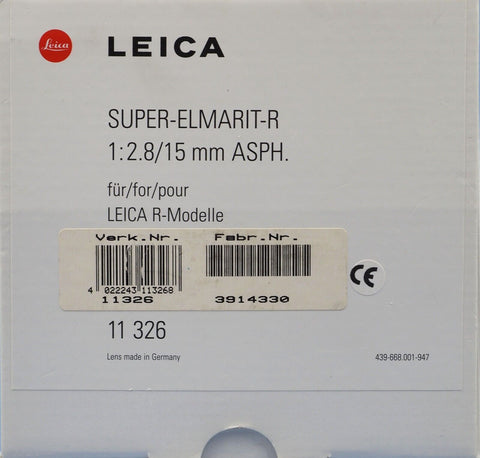 Leica LEICA
SUPER-ELMARIT-R
1:2.8/15 mm ASPH.
für/for/pour
LEICA R-Modelle
Verk.Nr. Fabr.Nr.
4 022243 113268
11326 3914330
CE
11 326
Lens made in Germany 439-668.001-947